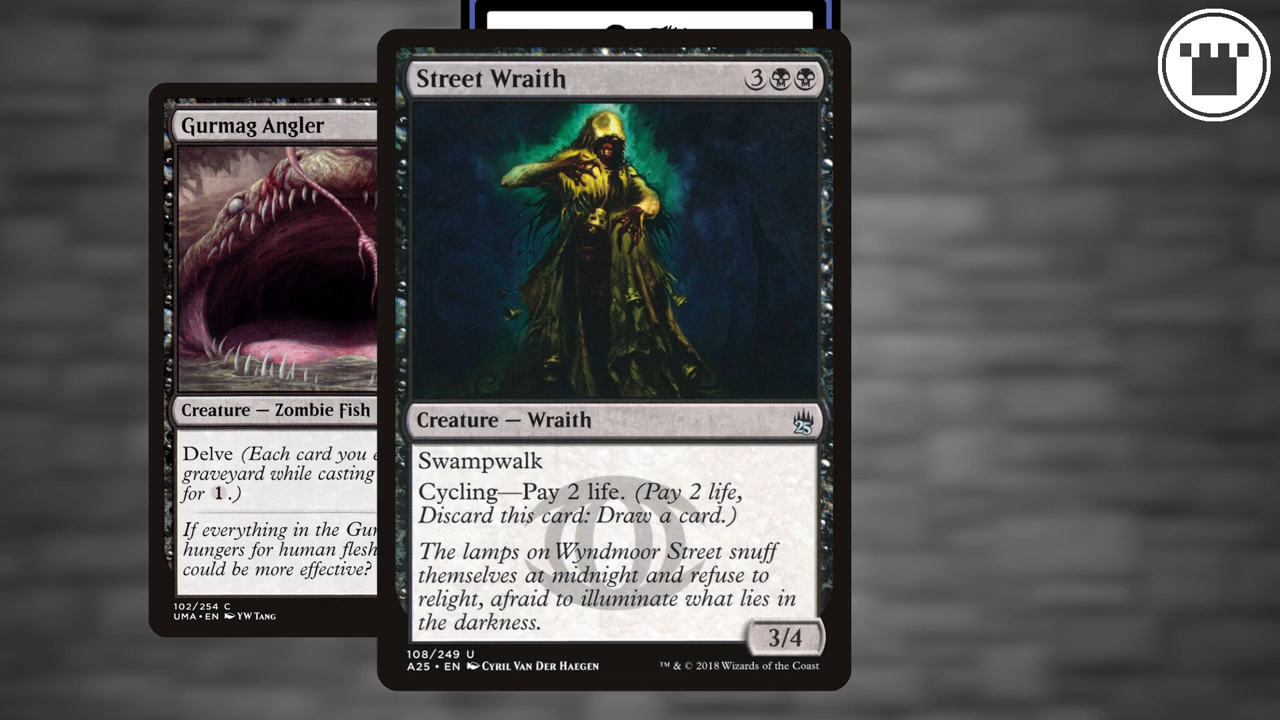 Gurmag Angler
Creature — Zombie Fish
Delve (Each card you e
graveyard while casting
for 1.)
If everything in the Gur
hungers for human flesh
could be more effective?
102/254 C
UMA • EN YW Tang
Street Wraith
3
Creature — Wraith
25
Swampwalk
Cycling—Pay 2 life. (Pay 2 life,
Discard this card: Draw a card.)
The lamps on Wyndmoor Street snuff
themselves at midnight and refuse to
relight, afraid to illuminate what lies in
the darkness.
3/4
108/249 U
A25 • EN Cyril Van Der Haegen
™ & © 2018 Wizards of the Coast